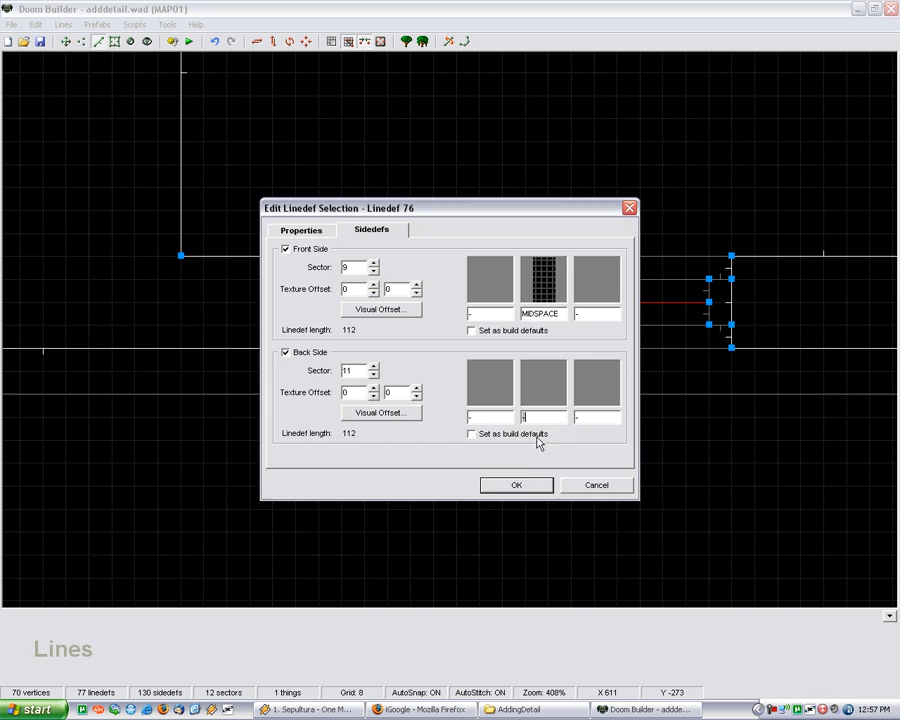 Doom Builder - adddetail.wad (MAP01)
File Edit Lines Prefabs Scripts Tools Help
Edit Linedef Selection - Linedef 76
Properties Sidedefs
Front Side
Sector: 9
Texture Offset: 0 0
Visual Offset...
Linedef length: 112
- MIDSPACE -
Set as build defaults
Back Side
Sector: 11
Texture Offset: 0 0
Visual Offset...
Linedef length: 112
- - -
Set as build defaults
OK Cancel
Lines
70 vertices 77 linedefs 130 sidedefs 12 sectors 1 things Grid: 8 AutoSnap: ON AutoStitch: ON Zoom: 408% X 611 Y -273
start 1. Sepultura - One M... iGoogle - Mozilla Firefox AddingDetail Doom Builder - addde... 12:57 PM